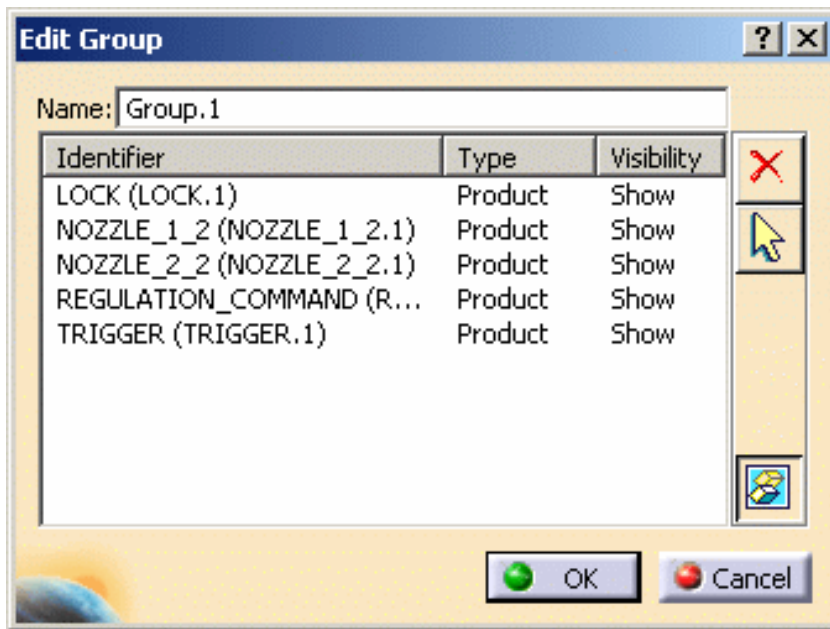 Edit Group
Name: Group.1
Identifier Type Visibility
LOCK (LOCK.1) Product Show
NOZZLE_1_2 (NOZZLE_1_2.1) Product Show
NOZZLE_2_2 (NOZZLE_2_2.1) Product Show
REGULATION_COMMAND (R... Product Show
TRIGGER (TRIGGER.1) Product Show
OK Cancel